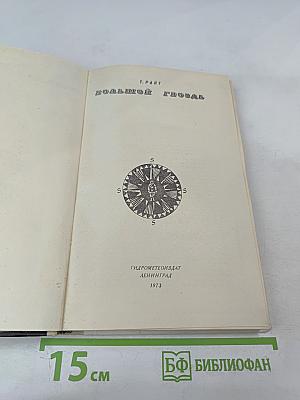 Т. РАЙТ
БОЛЬШОЙ ГВОЗДЬ
S
S
S
S
ГИДРОМЕТЕОИЗДАТ
ЛЕНИНГРАД
1973
15 см
БФ БИБЛИОФАН